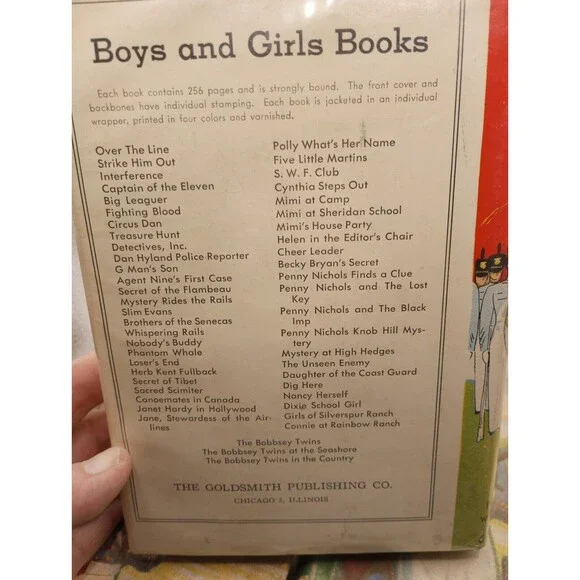 Boys and Girls Books
Each book contains 256 pages and is strongly bound. The front cover and
backbones have individual stamping. Each book is jacketed in an individual
wrapper, printed in four colors and varnished.
Over The Line
Strike Him Out
Interference
Captain of the Eleven
Big Leaguer
Fighting Blood
Circus Dan
Treasure Hunt
Detectives, Inc.
Dan Hyland Police Reporter
G Man's Son
Agent Nine's First Case
Secret of the Flambeau
Mystery Rides the Rails
Slim Evans
Brothers of the Senecas
Whispering Rails
Nobody's Buddy
Phantom Whale
Loser's End
Herb Kent Fullback
Secret of Tibet
Sacred Scimiter
Canoemates in Canada
Janet Hardy in Hollywood
Jane, Stewardess of the Air-
lines
Polly What's Her Name
Five Little Martins
S. W. F. Club
Cynthia Steps Out
Mimi at Camp
Mimi at Sheridan School
Mimi's House Party
Helen in the Editor's Chair
Cheer Leader
Becky Bryan's Secret
Penny Nichols Finds a Clue
Penny Nichols and The Lost
Key
Penny Nichols and The Black
Imp
Penny Nichols Knob Hill Mys-
tery
Mystery at High Hedges
The Unseen Enemy
Daughter of the Coast Guard
Dig Here
Nancy Herself
Dixie School Girl
Girls of Silverspur Ranch
Connie at Rainbow Ranch
The Bobbsey Twins
The Bobbsey Twins at the Seashore
The Bobbsey Twins in the Country
THE GOLDSMITH PUBLISHING CO.
CHICAGO 5, ILLINOIS